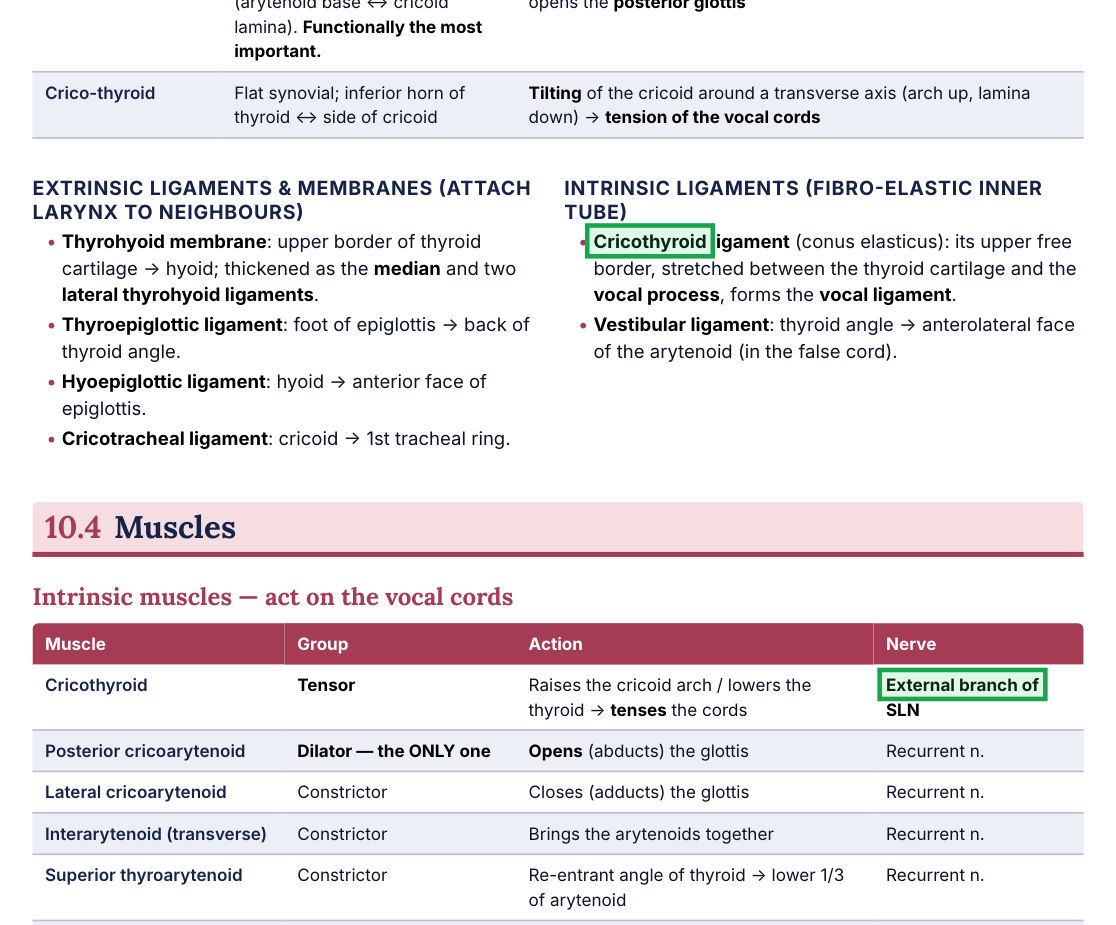 (arytenoid base ↔ cricoid
lamina). Functionally the most
important.
opens the posterior glottis
Crico-thyroid
Flat synovial; inferior horn of
thyroid ↔ side of cricoid
Tilting of the cricoid around a transverse axis (arch up, lamina
down) → tension of the vocal cords
EXTRINSIC LIGAMENTS & MEMBRANES (ATTACH
LARYNX TO NEIGHBOURS)
• Thyrohyoid membrane: upper border of thyroid
cartilage → hyoid; thickened as the median and two
lateral thyrohyoid ligaments.
• Thyroepiglottic ligament: foot of epiglottis → back of
thyroid angle.
• Hyoepiglottic ligament: hyoid → anterior face of
epiglottis.
• Cricotracheal ligament: cricoid → 1st tracheal ring.
INTRINSIC LIGAMENTS (FIBRO-ELASTIC INNER
TUBE)
• Cricothyroid ligament (conus elasticus): its upper free
border, stretched between the thyroid cartilage and the
vocal process, forms the vocal ligament.
• Vestibular ligament: thyroid angle → anterolateral face
of the arytenoid (in the false cord).
10.4 Muscles
Intrinsic muscles — act on the vocal cords
Muscle Group Action Nerve
Cricothyroid
Tensor
Raises the cricoid arch / lowers the
thyroid → tenses the cords
External branch of
SLN
Posterior cricoarytenoid Dilator — the ONLY one Opens (abducts) the glottis Recurrent n.
Lateral cricoarytenoid Constrictor Closes (adducts) the glottis Recurrent n.
Interarytenoid (transverse) Constrictor Brings the arytenoids together Recurrent n.
Superior thyroarytenoid
Constrictor
Re-entrant angle of thyroid → lower 1/3
of arytenoid
Recurrent n.